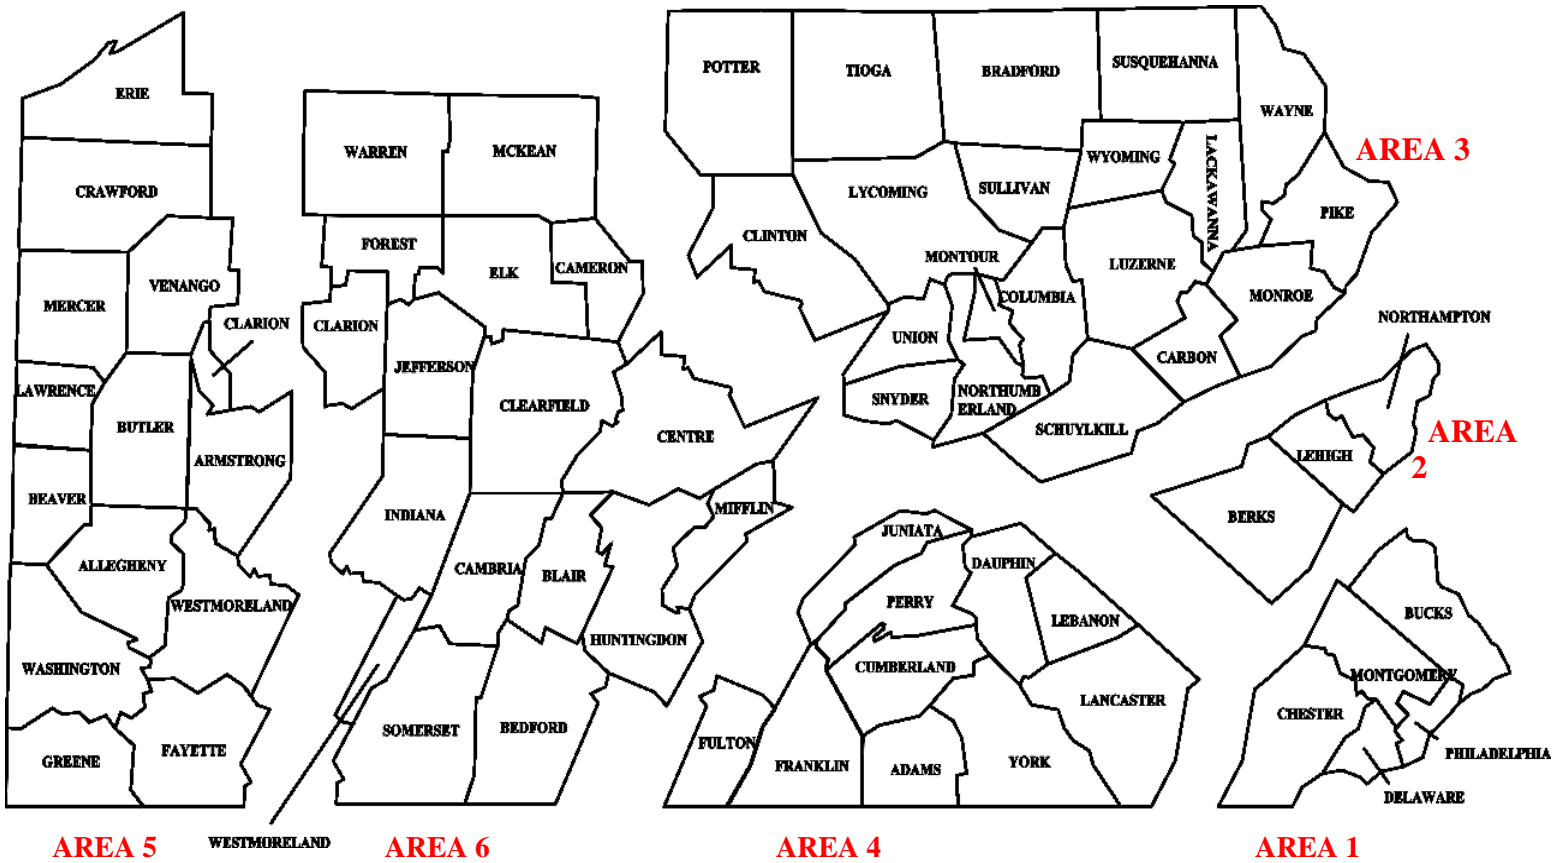 ERIE
CRAWFORD
MERCER
VENANGO
CLARION
LAWRENCE
BUTLER
ARMSTRONG
BEAVER
ALLEGHENY
WESTMORELAND
WASHINGTON
GREENE
FAYETTE
AREA 5
WARREN
MCKEAN
FOREST
ELK
CAMERON
CLARION
JEFFERSON
CLEARFIELD
CENTRE
INDIANA
MIFFLIN
CAMBRIA
BLAIR
HUNTINGDON
SOMERSET
BEDFORD
WESTMORELAND
AREA 6
POTTER
TIOGA
BRADFORD
SUSQUEHANNA
WAYNE
AREA 3
WYOMING
LACKAWANNA
LYCOMING
SULLIVAN
PIKE
CLINTON
MONTOUR
LUZERNE
COLUMBIA
MONROE
UNION
CARBON
SNYDER
NORTHUMB
ERLAND
SCHUYLKILL
NORTHAMPTON
AREA
2
LEHIGH
BERKS
JUNIATA
DAUPHIN
PERRY
LEBANON
CUMBERLAND
LANCASTER
FULTON
FRANKLIN
ADAMS
YORK
AREA 4
BUCKS
MONTGOMERY
CHESTER
PHILADELPHIA
DELAWARE
AREA 1